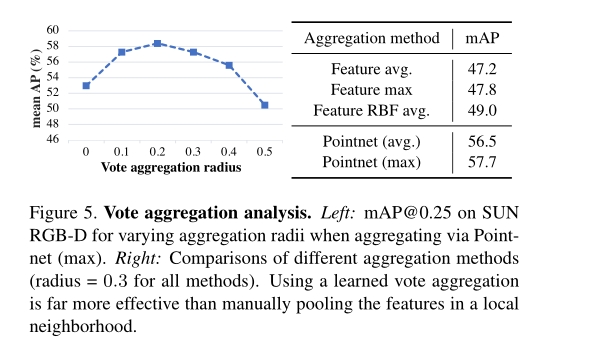 60
58
56
54
52
50
48
46
mean AP (%)
0 0.1 0.2 0.3 0.4 0.5
Vote aggregation radius
Aggregation method mAP
Feature avg. 47.2
Feature max 47.8
Feature RBF avg. 49.0
Pointnet (avg.) 56.5
Pointnet (max) 57.7
Figure 5. Vote aggregation analysis. Left: mAP@0.25 on SUN
RGB-D for varying aggregation radii when aggregating via Point-
net (max). Right: Comparisons of different aggregation methods
(radius = 0.3 for all methods). Using a learned vote aggregation
is far more effective than manually pooling the features in a local
neighborhood.